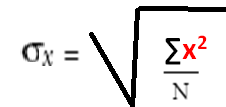 σx = √(∑x²/N)